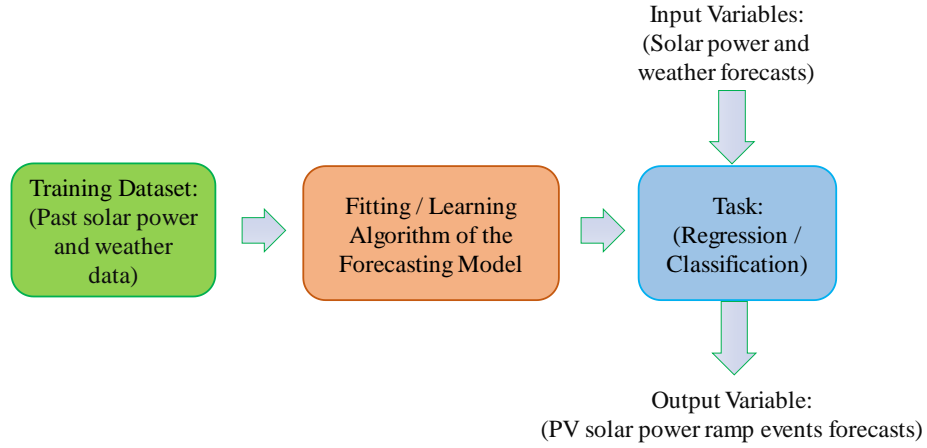 Input Variables:
(Solar power and
weather forecasts)
Training Dataset:
(Past solar power
and weather
data)
Fitting / Learning
Algorithm of the
Forecasting Model
Task:
(Regression /
Classification)
Output Variable:
(PV solar power ramp events forecasts)